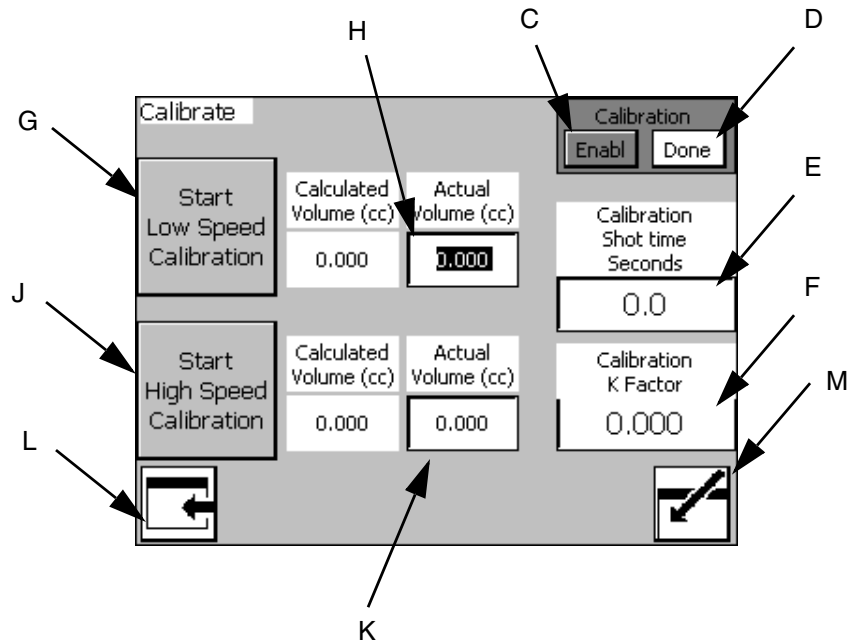 H
C
D
G
Calibrate
Calibration
Enabl
Done
E
Start
Low Speed
Calibration
Calculated
Volume (cc)
0.000
Actual
Volume (cc)
0.000
Calibration
Shot time
Seconds
0.0
J
F
Start
High Speed
Calibration
Calculated
Volume (cc)
0.000
Actual
Volume (cc)
0.000
Calibration
K Factor
0.000
M
L
K